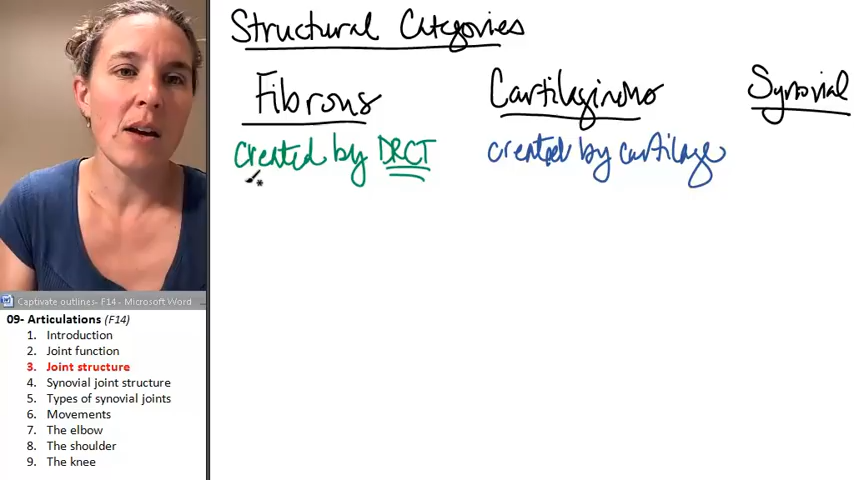 Structural Categories
Fibrous
Cartilaginous
Synovial
created by DRCT
created by cartilage
Captivate outlines- F14 - Microsoft Word
09- Articulations (F14)
1. Introduction
2. Joint function
3. Joint structure
4. Synovial joint structure
5. Types of synovial joints
6. Movements
7. The elbow
8. The shoulder
9. The knee